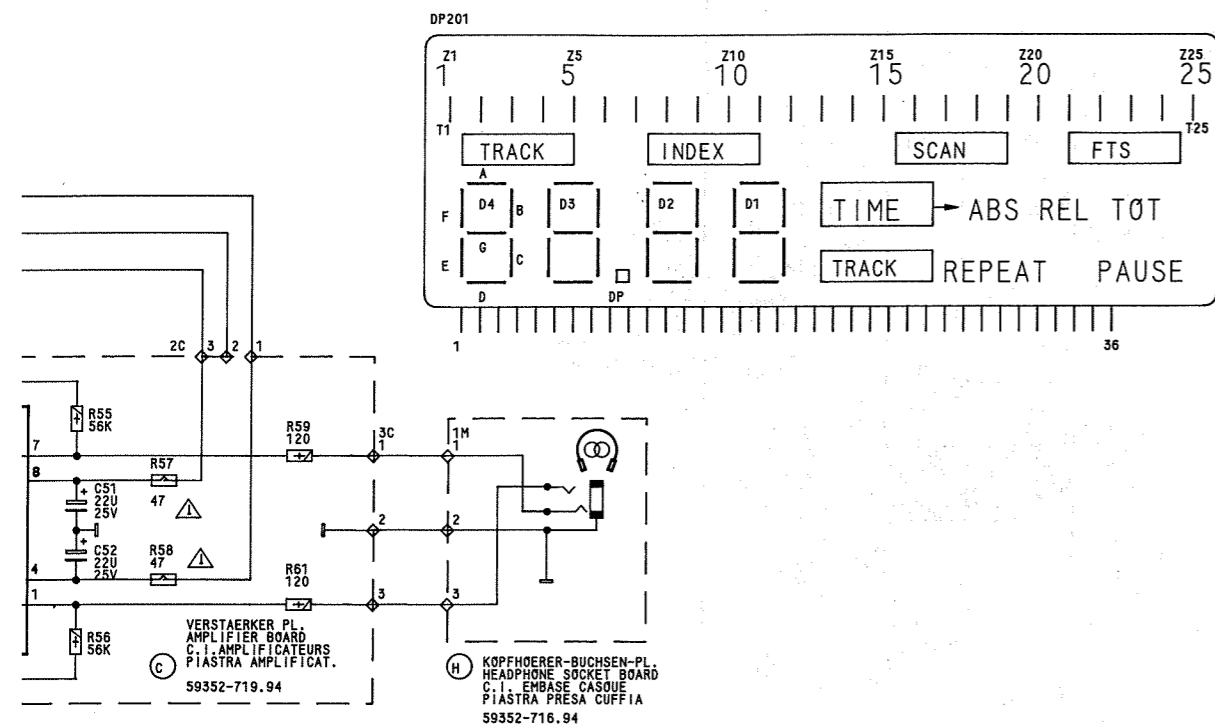 DP201
Z1 Z5 Z10 Z15 Z20 Z25
1 5 10 15 20 25
T1 T25
TRACK INDEX SCAN FTS
A
F D4 B D3 D2 D1 TIME ABS REL TOT
E G C TRACK REPEAT PAUSE
D DP
1 36
2C 3 2 1
R55
56K
7
8
R57
47
C51
22U
25V
+
C52
22U
25V
+
R58
47
4
1
R56
56K
R59
120
R61
120
3C
1
2
3
1M
1
2
3
VERSTAERKER PL.
AMPLIFIER BOARD
C.I.AMPLIFICATEURS
PIASTRA AMPLIFICAT.
C
59352-719.94
H
KOPFHOERER-BUCHSEN-PL.
HEADPHONE SOCKET BOARD
C.I. EMBASE CASQUE
PIASTRA PRESA CUFFIA
59352-716.94